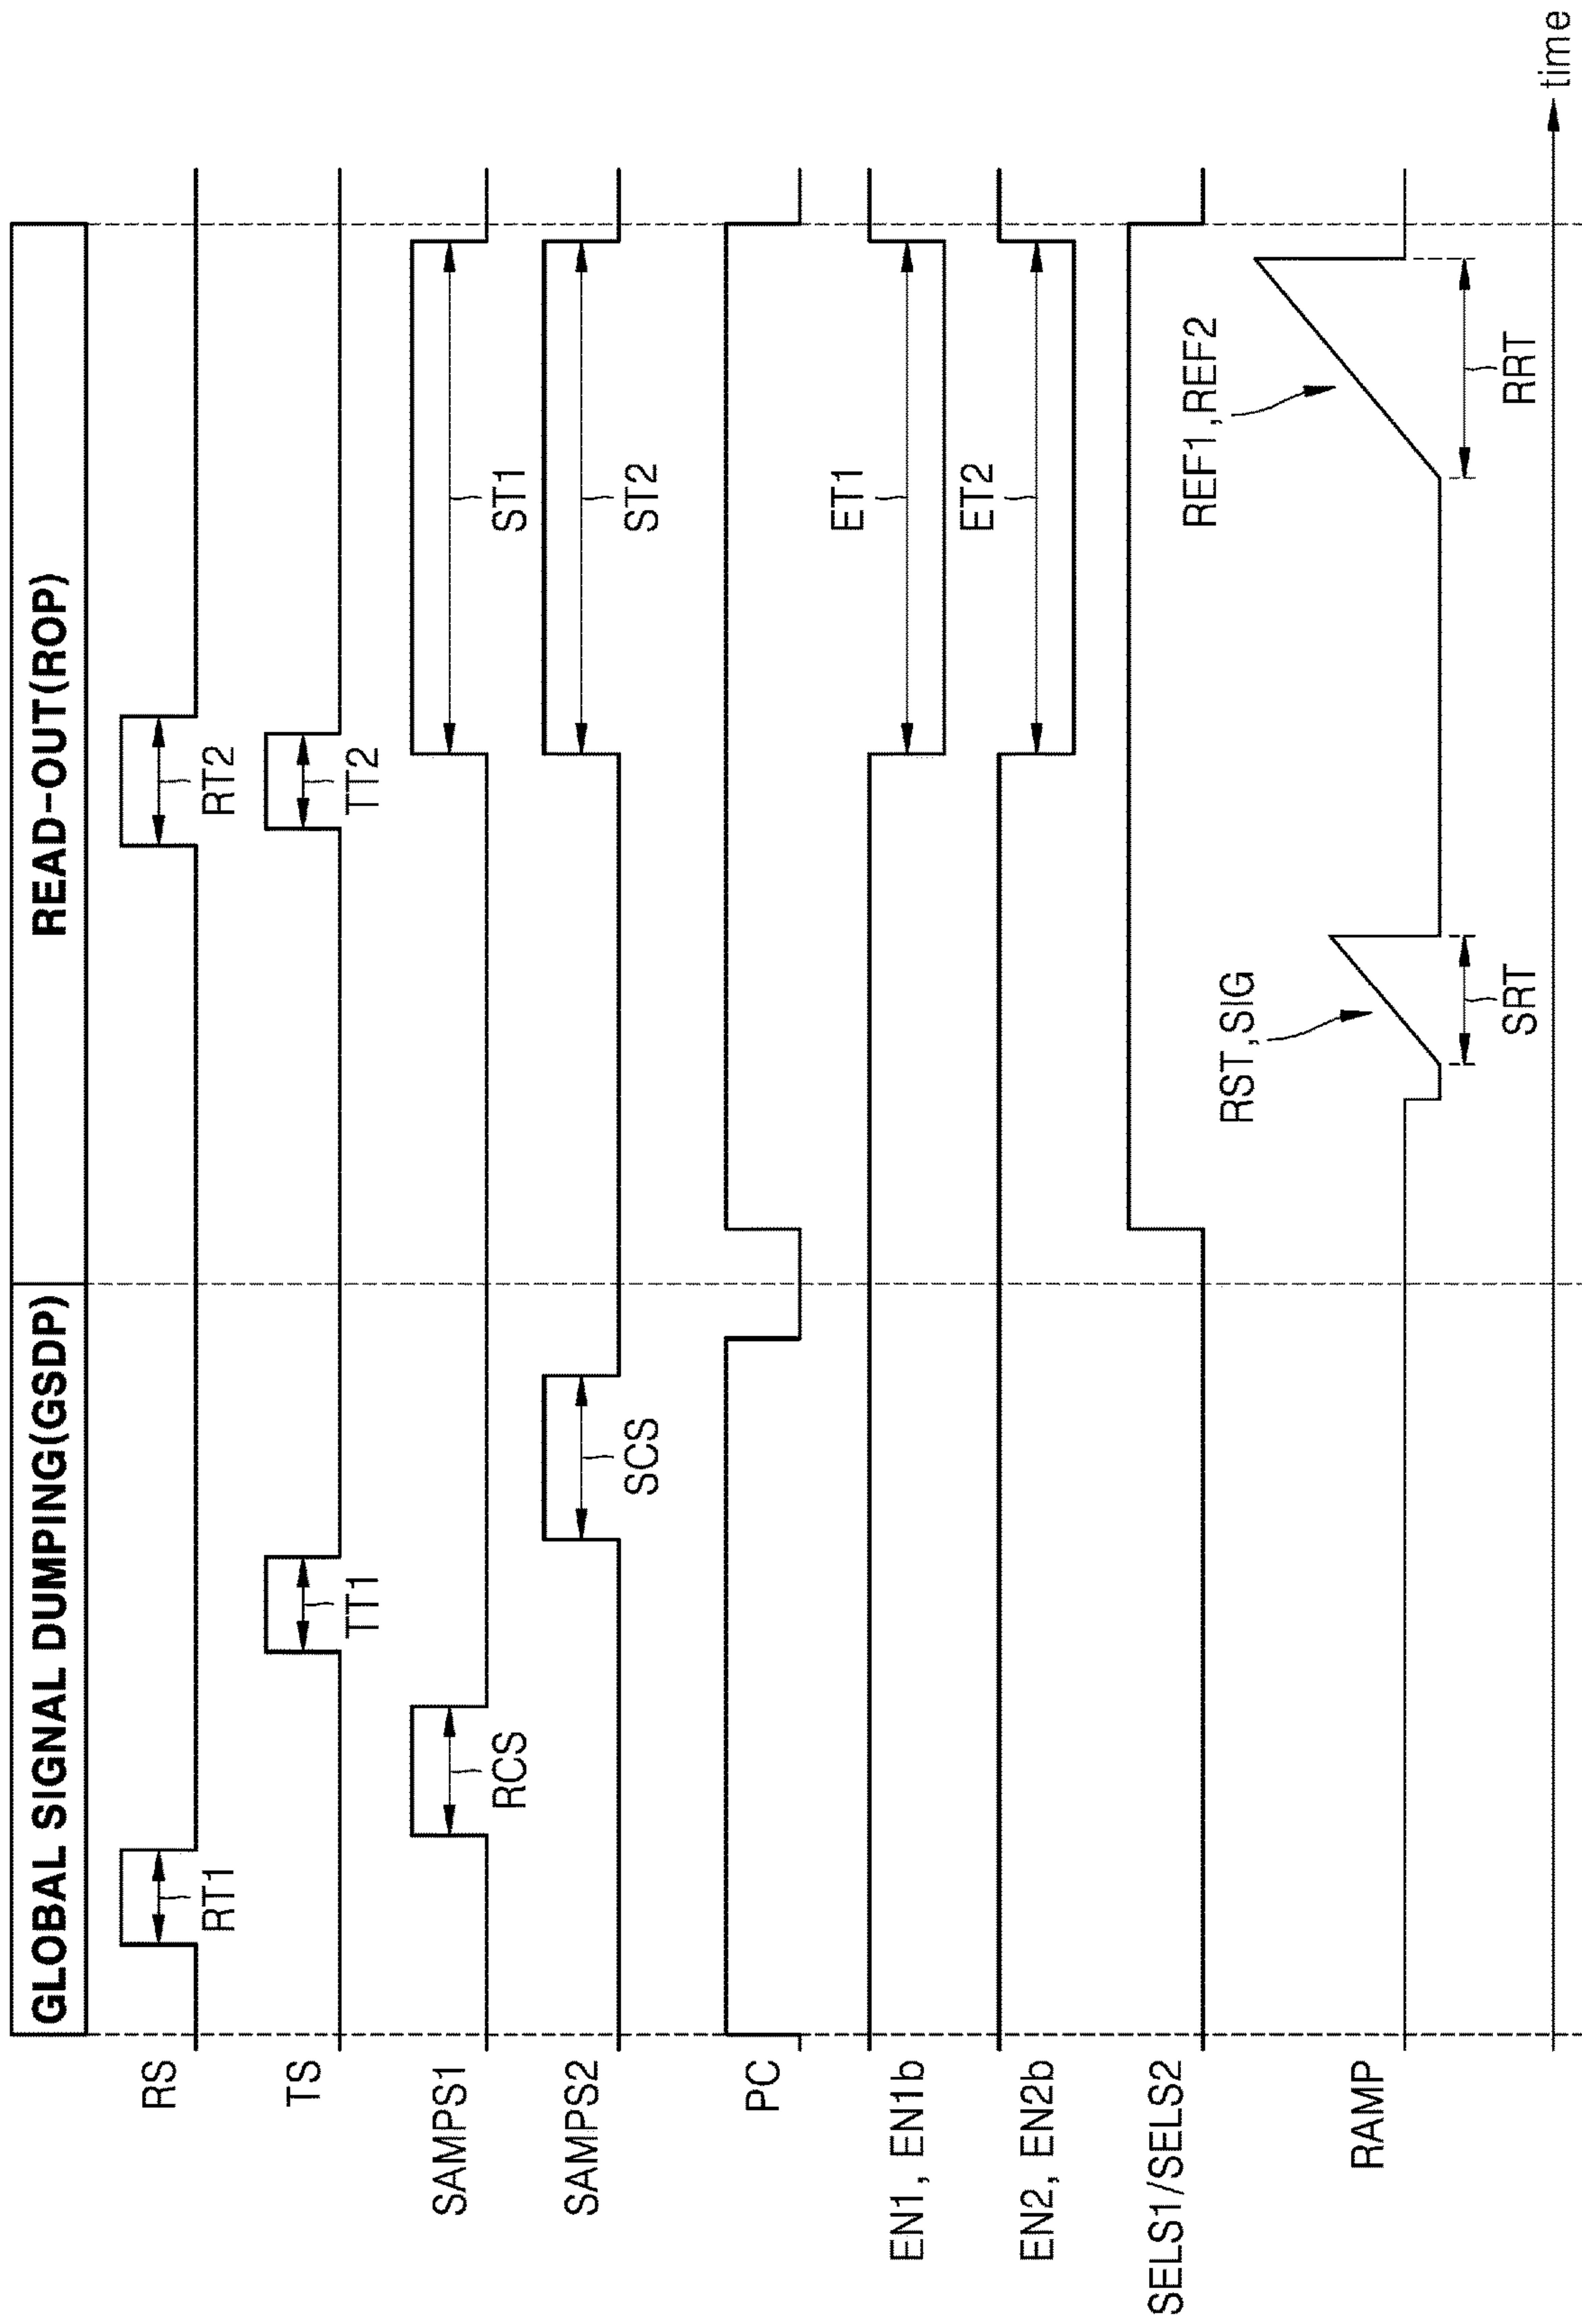 GLOBAL SIGNAL DUMPING(GSDP)
READ-OUT(ROP)
RS
RT1
RT2
TS
TT1
TT2
SAMPS1
RCS
ST1
SAMPS2
SCS
ST2
PC
EN1, EN1b
ET1
EN2, EN2b
ET2
SELS1/SELS2
RAMP
RST,SIG
REF1,REF2
SRT
RRT
time